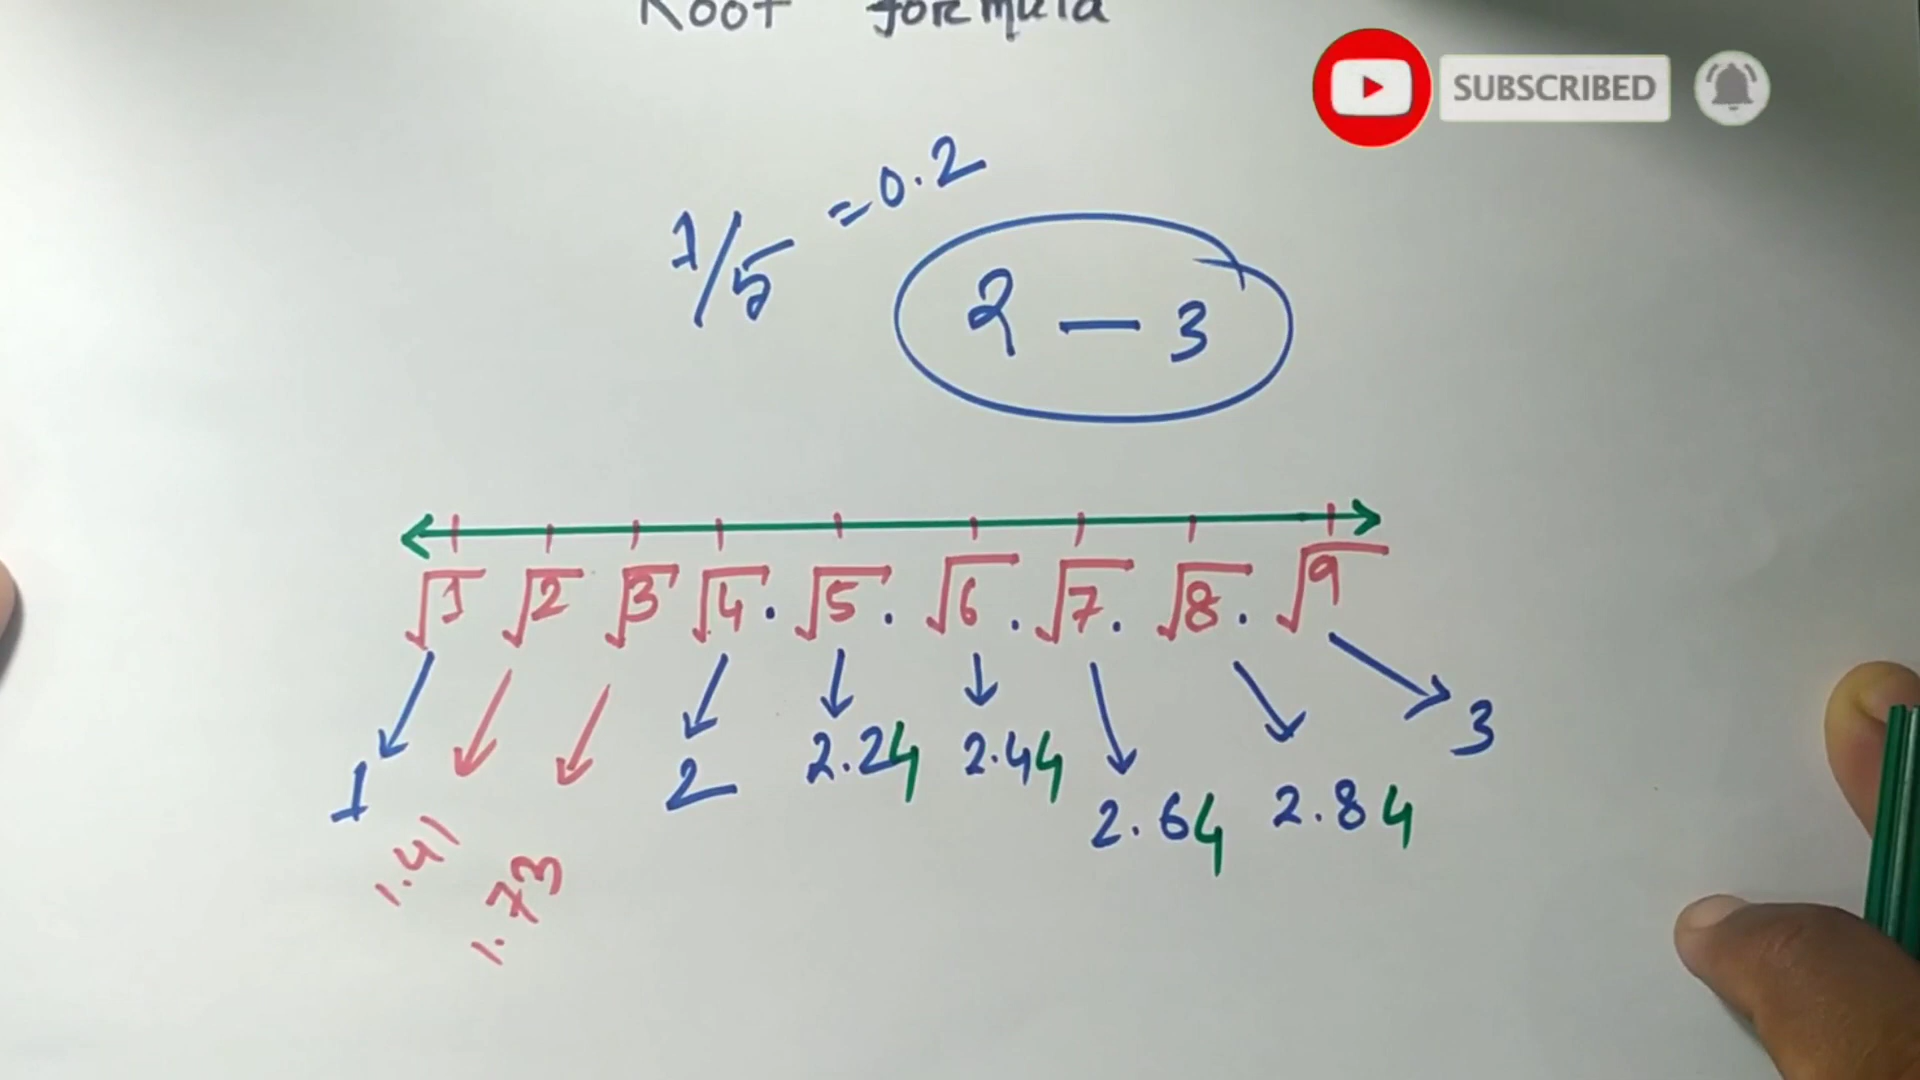 Root formula
SUBSCRIBED
1/5 = 0.2
2 — 3
√1 √2 √3 √4 . √5 . √6 . √7 . √8 . √9
1 1.41 1.73 2 2.24 2.44 2.64 2.84 3